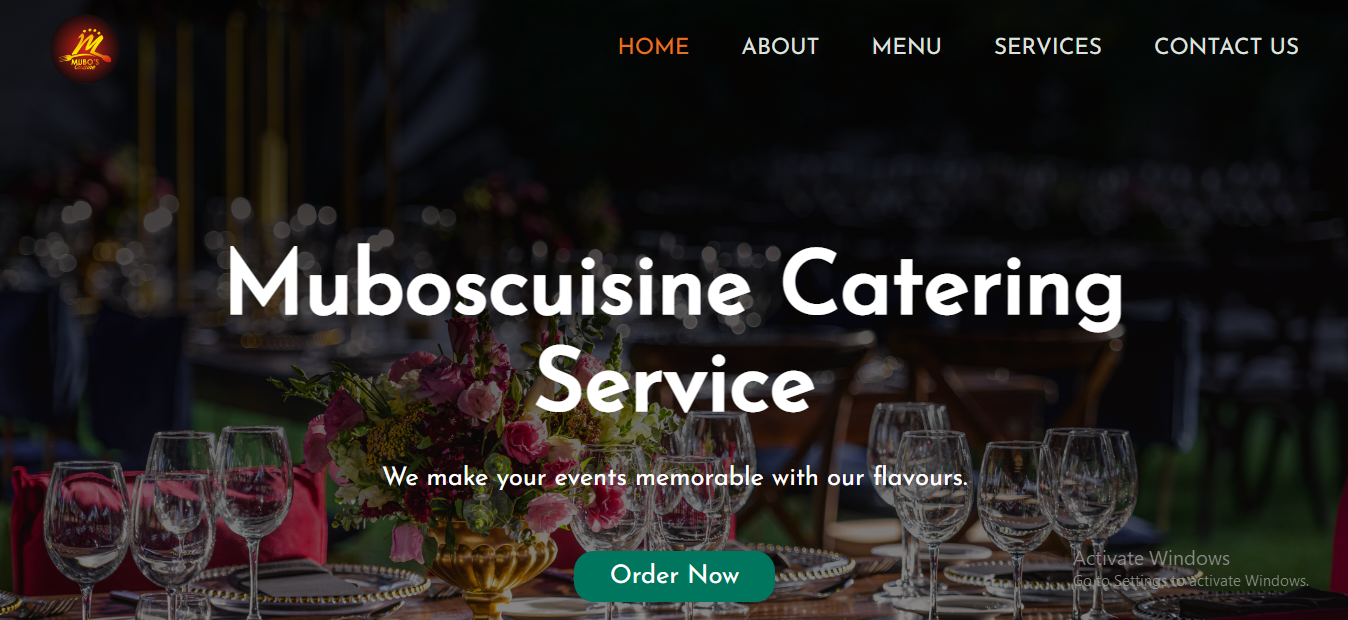 M
MUBO'S
Cuisine
HOME ABOUT MENU SERVICES CONTACT US
Muboscuisine Catering
Service
We make your events memorable with our flavours.
Order Now
Activate Windows
Go to Settings to activate Windows.